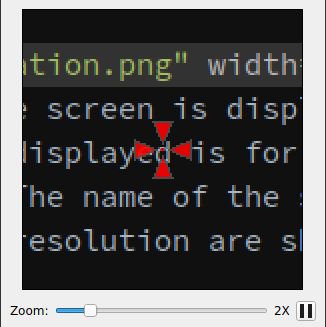 ation.png" width=
e screen is displ
displayed is for
The name of the s
resolution are sh
Zoom: 2X